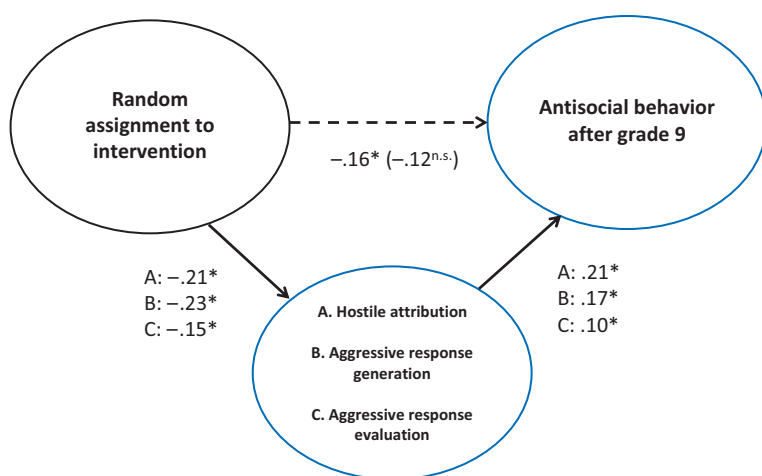 Random
assignment to
intervention
Antisocial behavior
after grade 9
–.16* (–.12n.s.)
A: –.21*
B: –.23*
C: –.15*
A: .21*
B: .17*
C: .10*
A. Hostile attribution
B. Aggressive response
generation
C. Aggressive response
evaluation